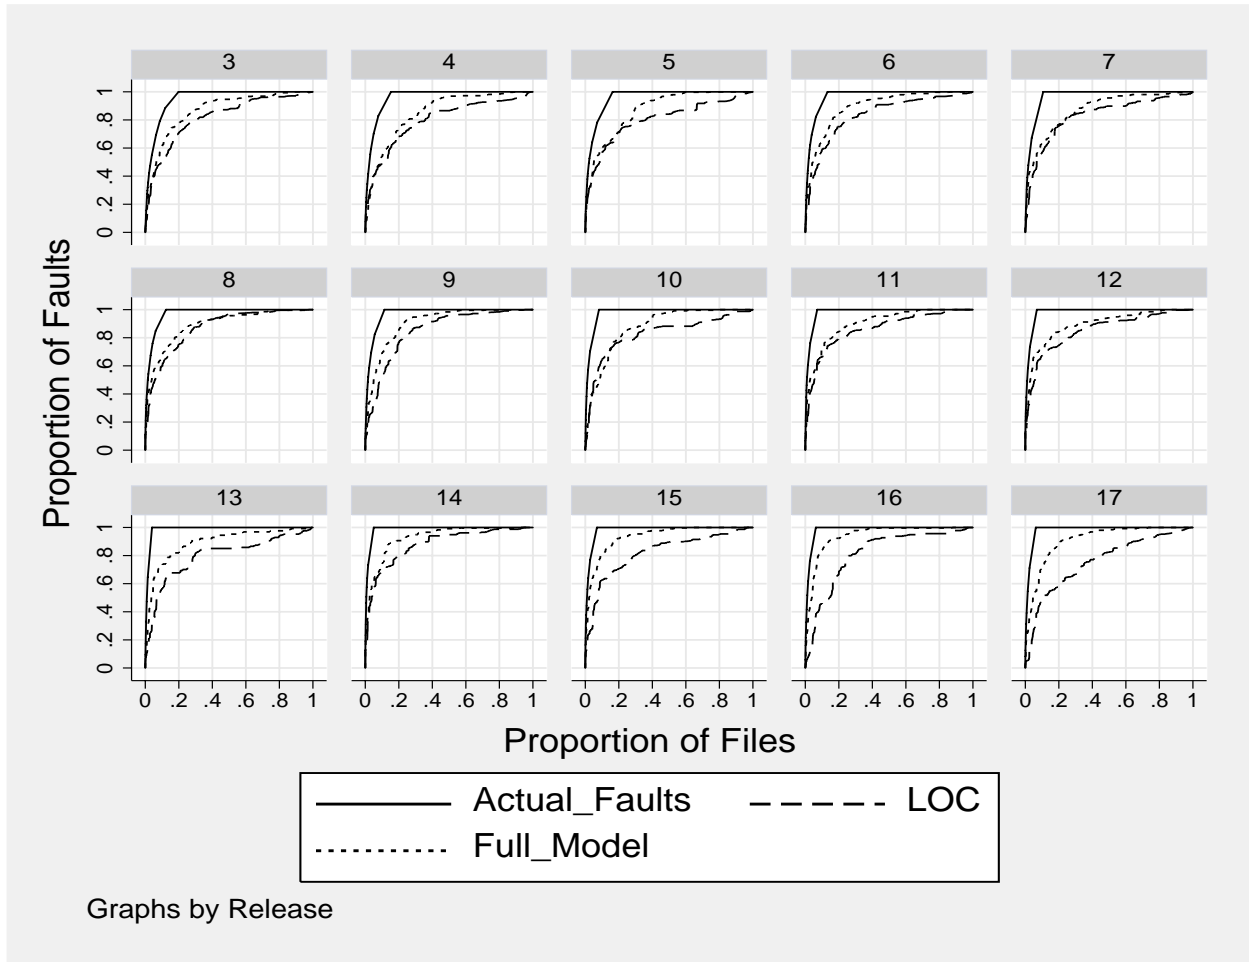 3 4 5 6 7
1
.8
.6
.4
.2
0
8 9 10 11 12
1
.8
.6
.4
.2
0
13 14 15 16 17
1
.8
.6
.4
.2
0
0 .2 .4 .6 .8 1 0 .2 .4 .6 .8 1 0 .2 .4 .6 .8 1 0 .2 .4 .6 .8 1 0 .2 .4 .6 .8 1
Proportion of Faults
Proportion of Files
Actual_Faults LOC
Full_Model
Graphs by Release